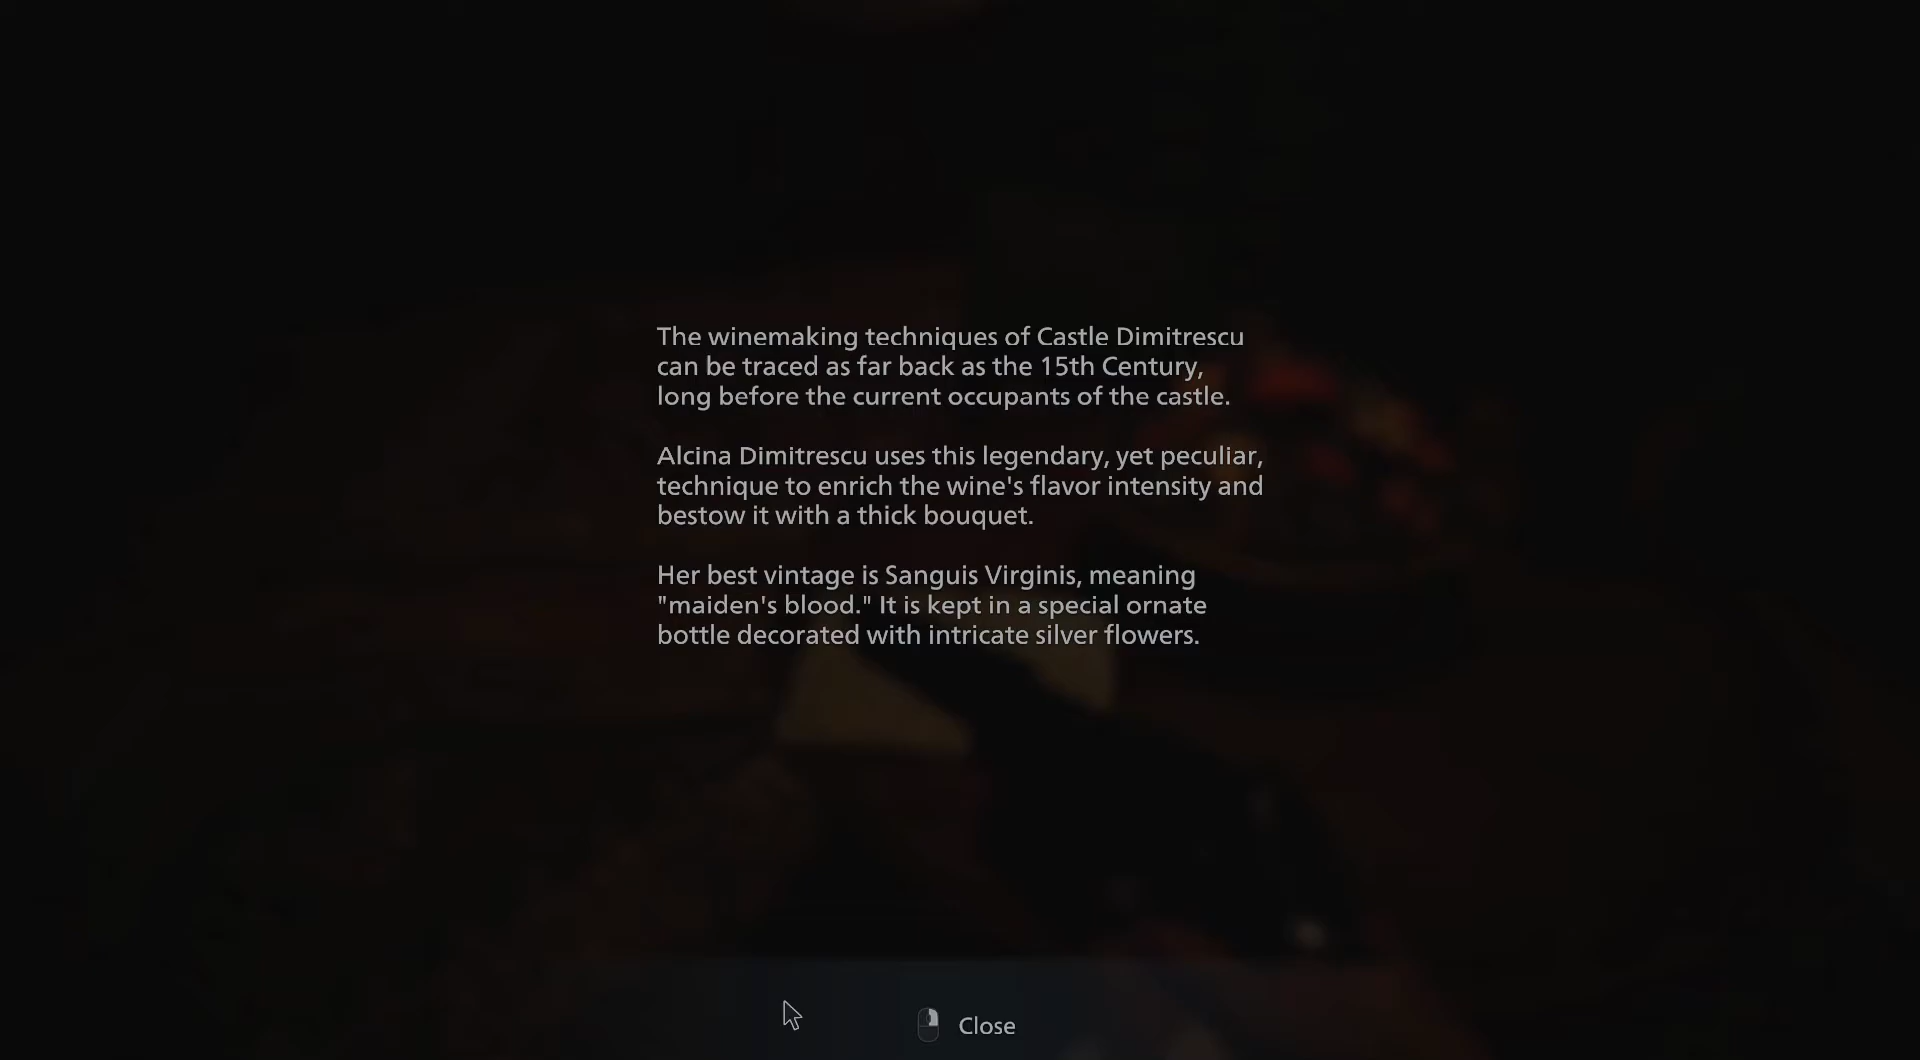 The winemaking techniques of Castle Dimitrescu
can be traced as far back as the 15th Century,
long before the current occupants of the castle.
Alcina Dimitrescu uses this legendary, yet peculiar,
technique to enrich the wine's flavor intensity and
bestow it with a thick bouquet.
Her best vintage is Sanguis Virginis, meaning
"maiden's blood." It is kept in a special ornate
bottle decorated with intricate silver flowers.
Close